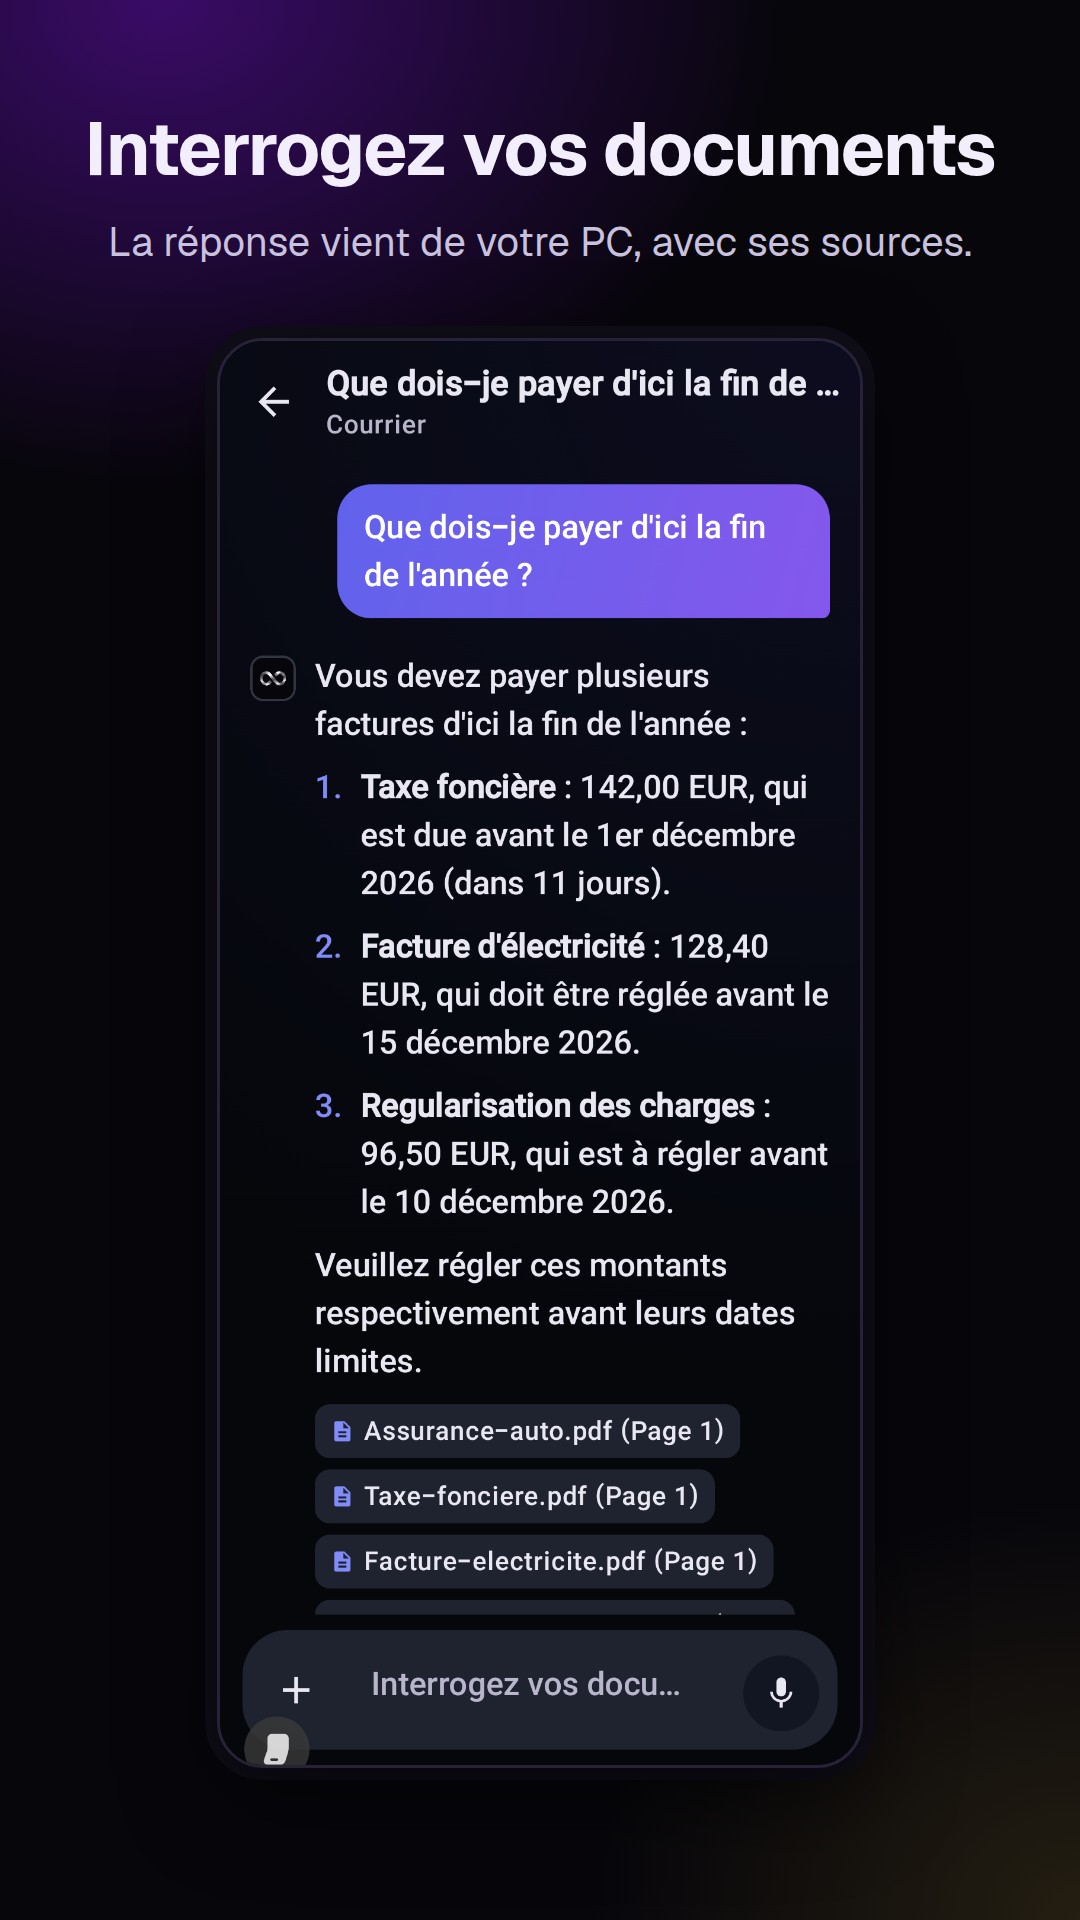 Interrogez vos documents
La réponse vient de votre PC, avec ses sources.
Que dois-je payer d'ici la fin de ...
Courrier
Que dois-je payer d'ici la fin
de l'année ?
Vous devez payer plusieurs
factures d'ici la fin de l'année :
1. Taxe foncière : 142,00 EUR, qui
est due avant le 1er décembre
2026 (dans 11 jours).
2. Facture d'électricité : 128,40
EUR, qui doit être réglée avant le
15 décembre 2026.
3. Regularisation des charges :
96,50 EUR, qui est à régler avant
le 10 décembre 2026.
Veuillez régler ces montants
respectivement avant leurs dates
limites.
Assurance-auto.pdf (Page 1)
Taxe-fonciere.pdf (Page 1)
Facture-electricite.pdf (Page 1)
Interrogez vos docu...